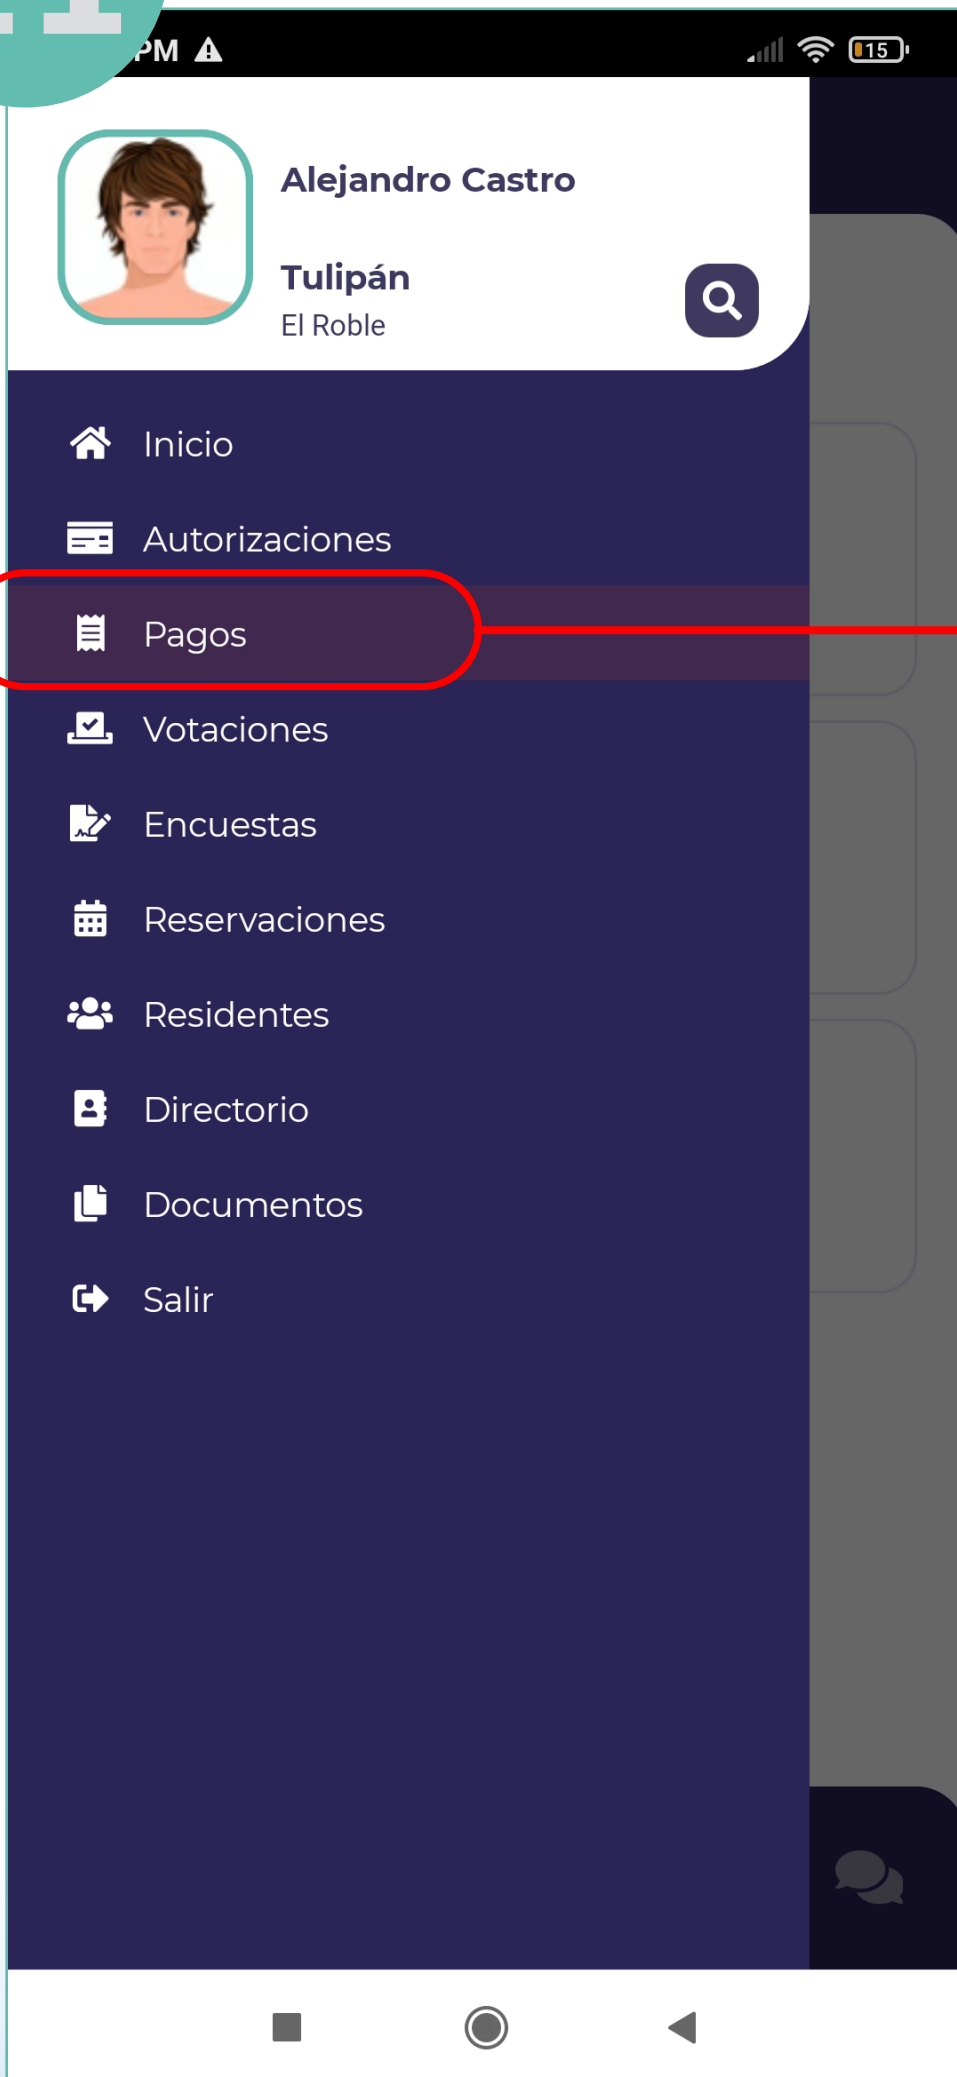 PM
15
Alejandro Castro
Tulipán
El Roble
Inicio
Autorizaciones
Pagos
Votaciones
Encuestas
Reservaciones
Residentes
Directorio
Documentos
Salir